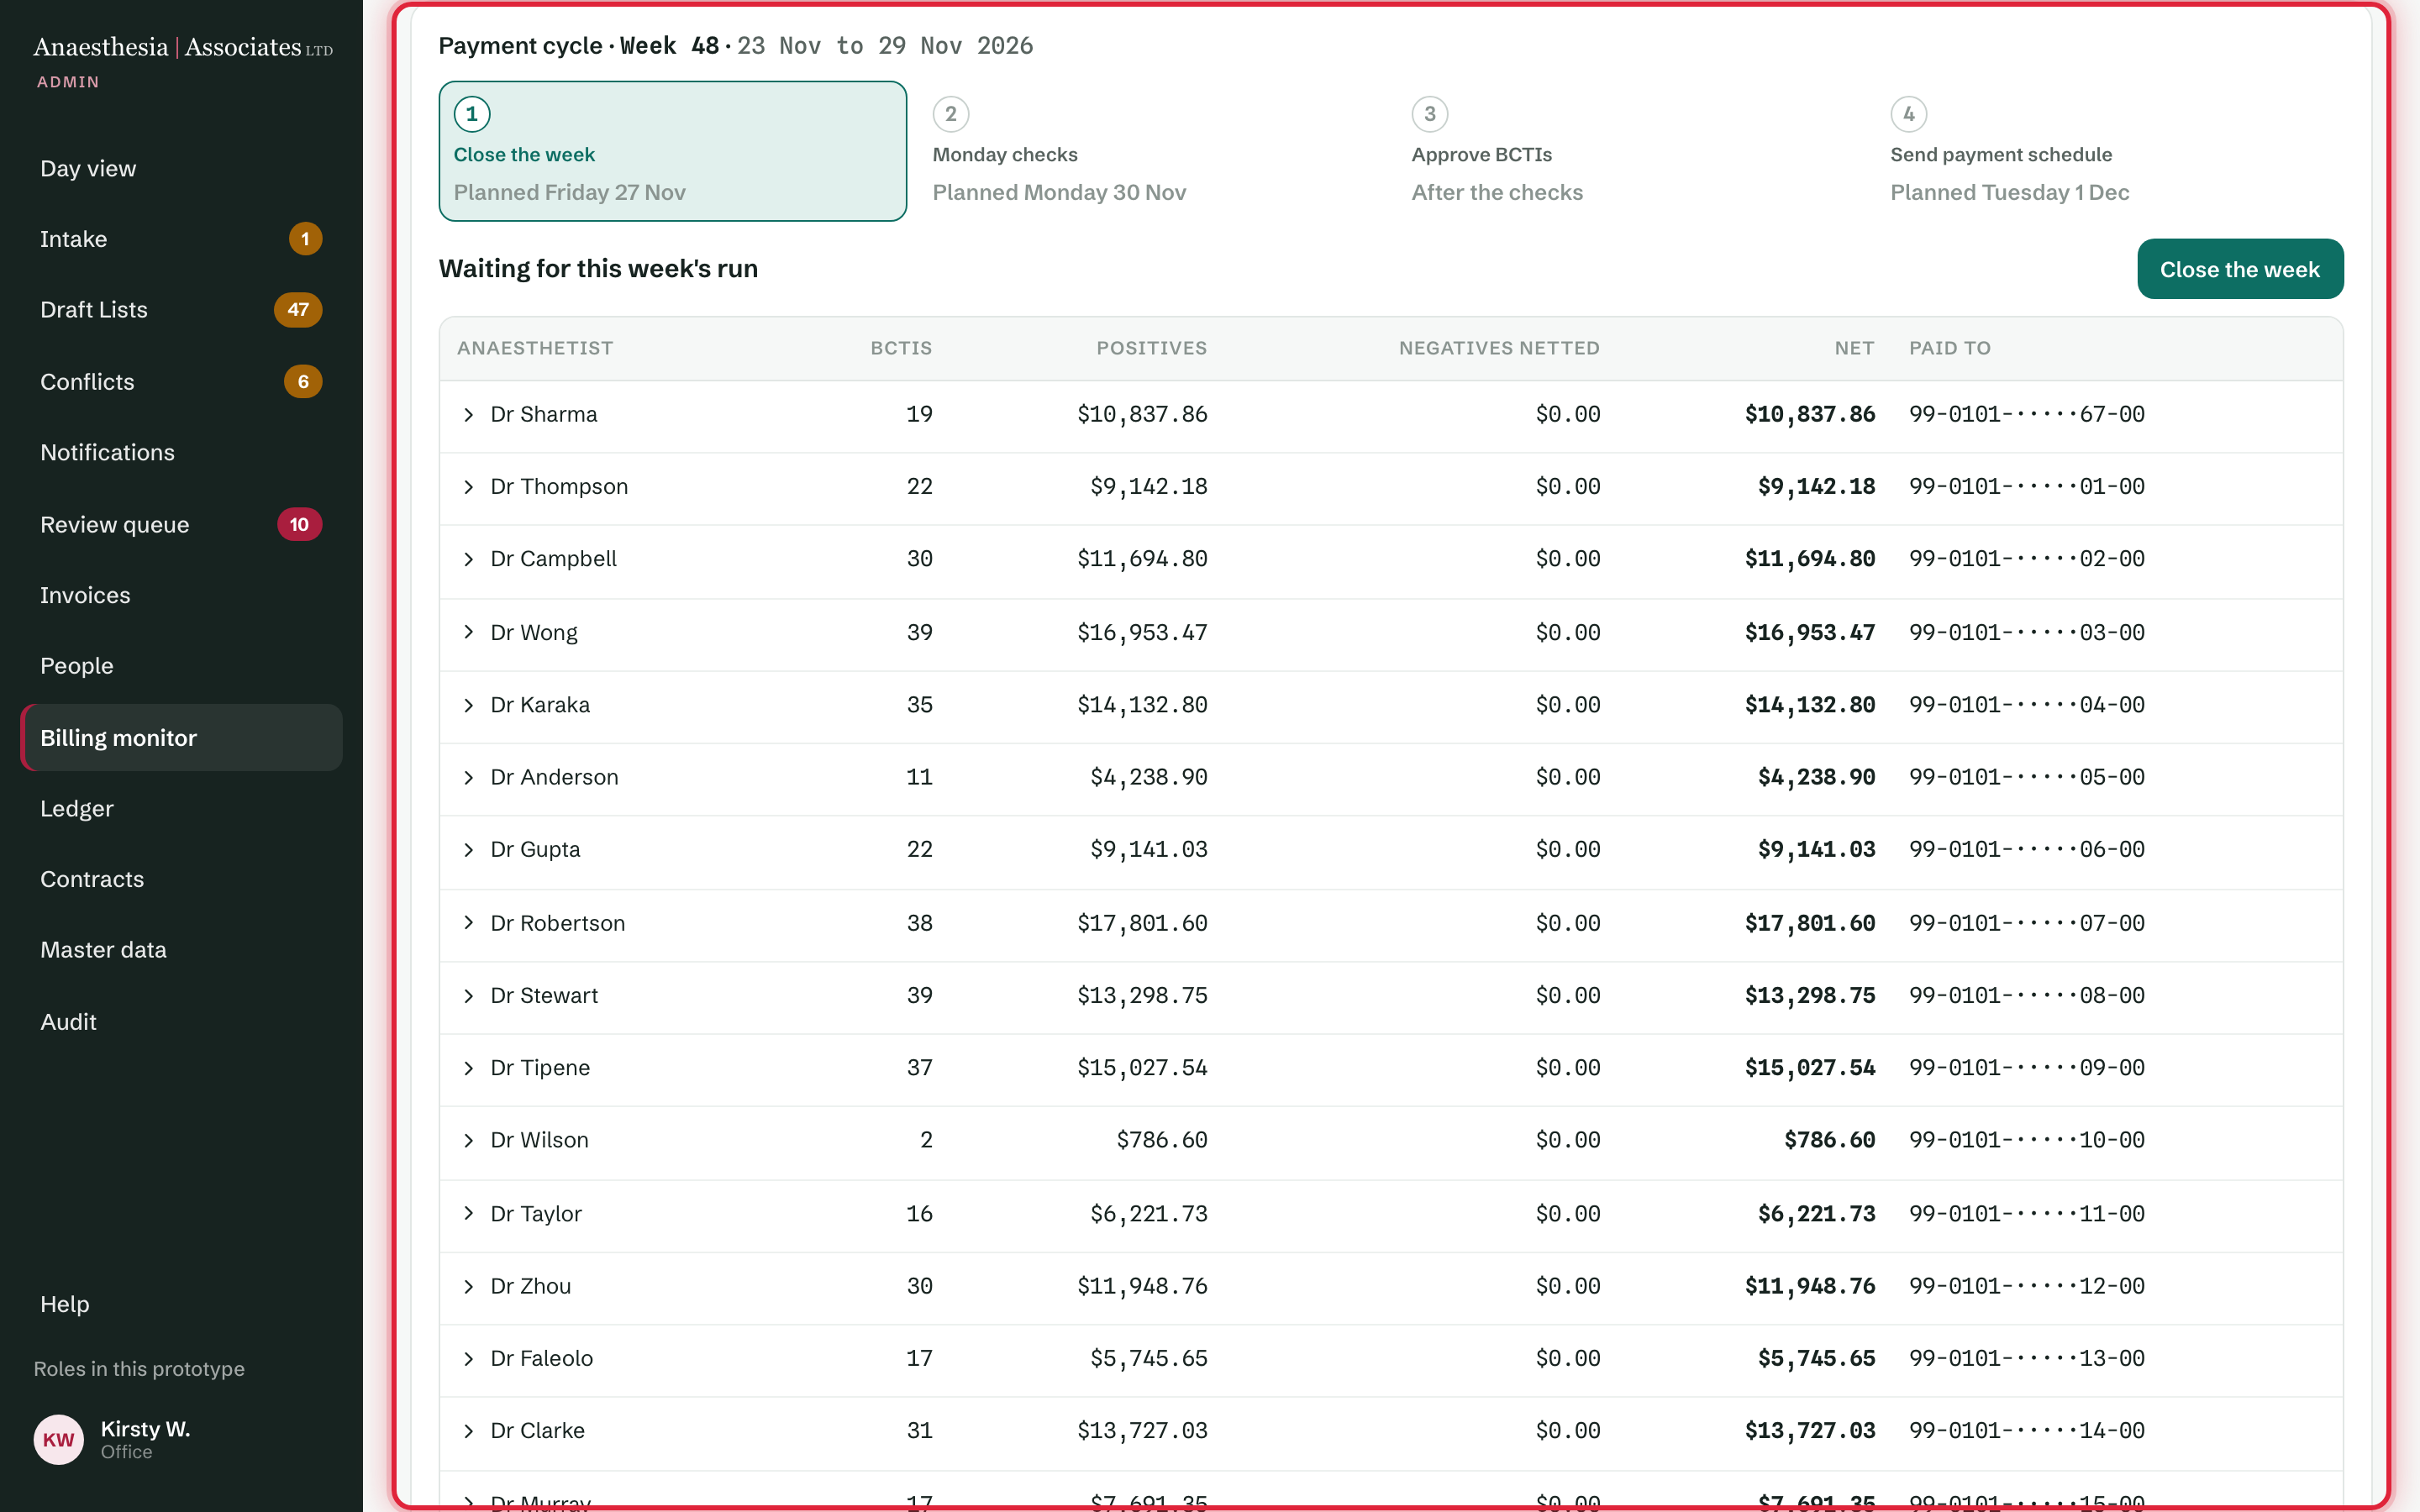 Anaesthesia | Associates LTD
ADMIN
Day view
Intake 1
Draft Lists 47
Conflicts 6
Notifications
Review queue 10
Invoices
People
Billing monitor
Ledger
Contracts
Master data
Audit
Help
Roles in this prototype
KW
Kirsty W.
Office
Payment cycle · Week 48 · 23 Nov to 29 Nov 2026
1
Close the week
Planned Friday 27 Nov
2
Monday checks
Planned Monday 30 Nov
3
Approve BCTIs
After the checks
4
Send payment schedule
Planned Tuesday 1 Dec
Waiting for this week's run
Close the week
ANAESTHETIST BCTIS POSITIVES NEGATIVES NETTED NET PAID TO
Dr Sharma 19 $10,837.86 $0.00 $10,837.86 99-0101-·····67-00
Dr Thompson 22 $9,142.18 $0.00 $9,142.18 99-0101-·····01-00
Dr Campbell 30 $11,694.80 $0.00 $11,694.80 99-0101-·····02-00
Dr Wong 39 $16,953.47 $0.00 $16,953.47 99-0101-·····03-00
Dr Karaka 35 $14,132.80 $0.00 $14,132.80 99-0101-·····04-00
Dr Anderson 11 $4,238.90 $0.00 $4,238.90 99-0101-·····05-00
Dr Gupta 22 $9,141.03 $0.00 $9,141.03 99-0101-·····06-00
Dr Robertson 38 $17,801.60 $0.00 $17,801.60 99-0101-·····07-00
Dr Stewart 39 $13,298.75 $0.00 $13,298.75 99-0101-·····08-00
Dr Tipene 37 $15,027.54 $0.00 $15,027.54 99-0101-·····09-00
Dr Wilson 2 $786.60 $0.00 $786.60 99-0101-·····10-00
Dr Taylor 16 $6,221.73 $0.00 $6,221.73 99-0101-·····11-00
Dr Zhou 30 $11,948.76 $0.00 $11,948.76 99-0101-·····12-00
Dr Faleolo 17 $5,745.65 $0.00 $5,745.65 99-0101-·····13-00
Dr Clarke 31 $13,727.03 $0.00 $13,727.03 99-0101-·····14-00
Dr Murray 17 $7,691.35 $0.00 $7,691.35 99-0101-·····15-00